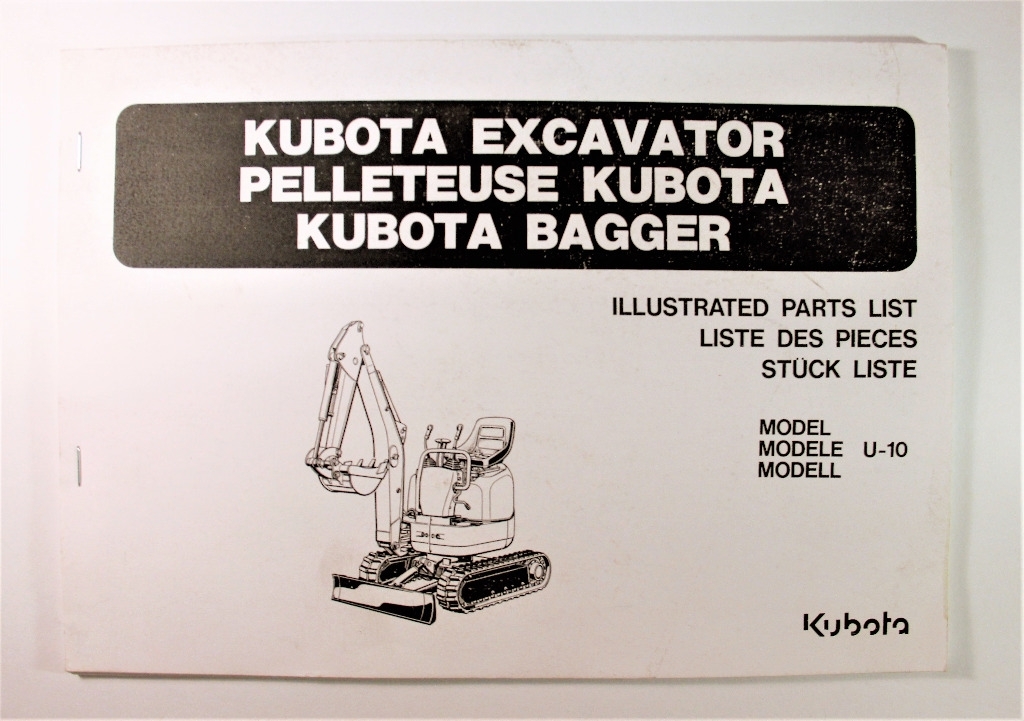 KUBOTA EXCAVATOR
PELLETEUSE KUBOTA
KUBOTA BAGGER
ILLUSTRATED PARTS LIST
LISTE DES PIECES
STÜCK LISTE
MODEL
MODELE U-10
MODELL
Kubota